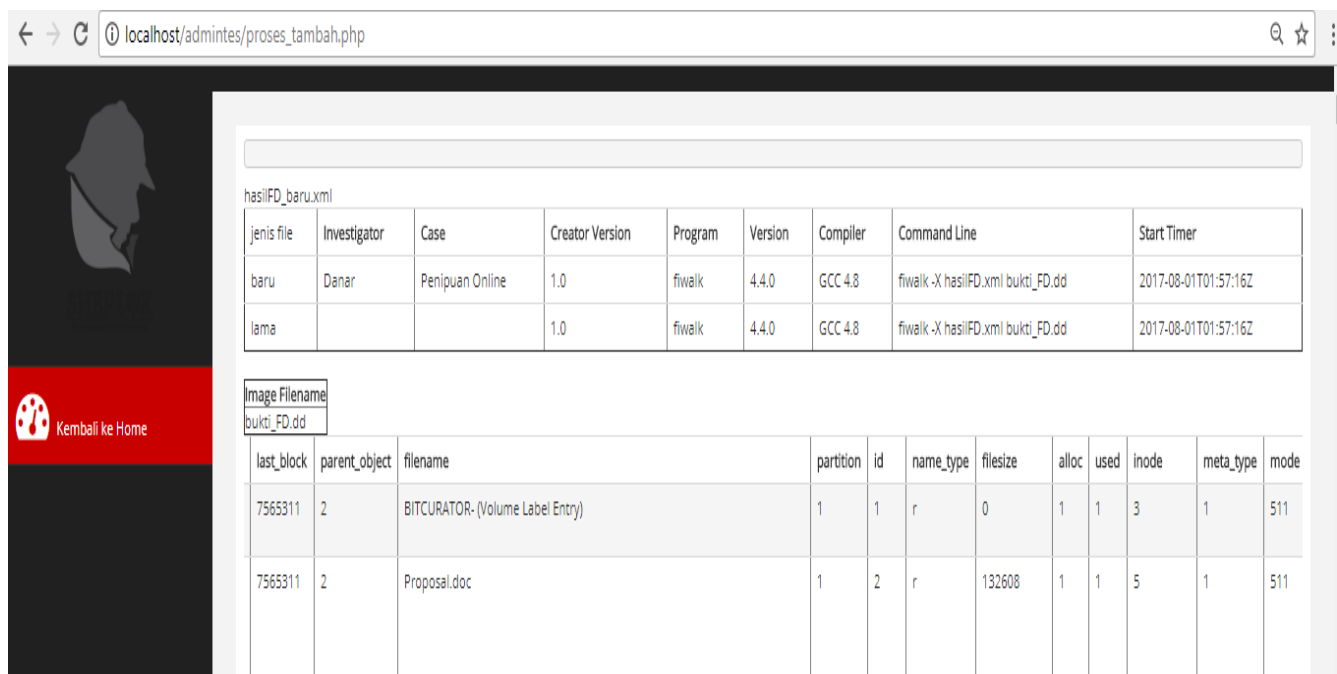 localhost/admintes/proses_tambah.php
hasilFD_baru.xml
jenis file Investigator Case Creator Version Program Version Compiler Command Line Start Timer
baru Danar Penipuan Online 1.0 fiwalk 4.4.0 GCC 4.8 fiwalk -X hasilFD.xml bukti_FD.dd 2017-08-01T01:57:16Z
lama 1.0 fiwalk 4.4.0 GCC 4.8 fiwalk -X hasilFD.xml bukti_FD.dd 2017-08-01T01:57:16Z
Kembali ke Home
Image Filename
bukti_FD.dd
last_block parent_object filename partition id name_type filesize alloc used inode meta_type mode
7565311 2 BITCURATOR- (Volume Label Entry) 1 1 r 0 1 1 3 1 511
7565311 2 Proposal.doc 1 2 r 132608 1 1 5 1 511